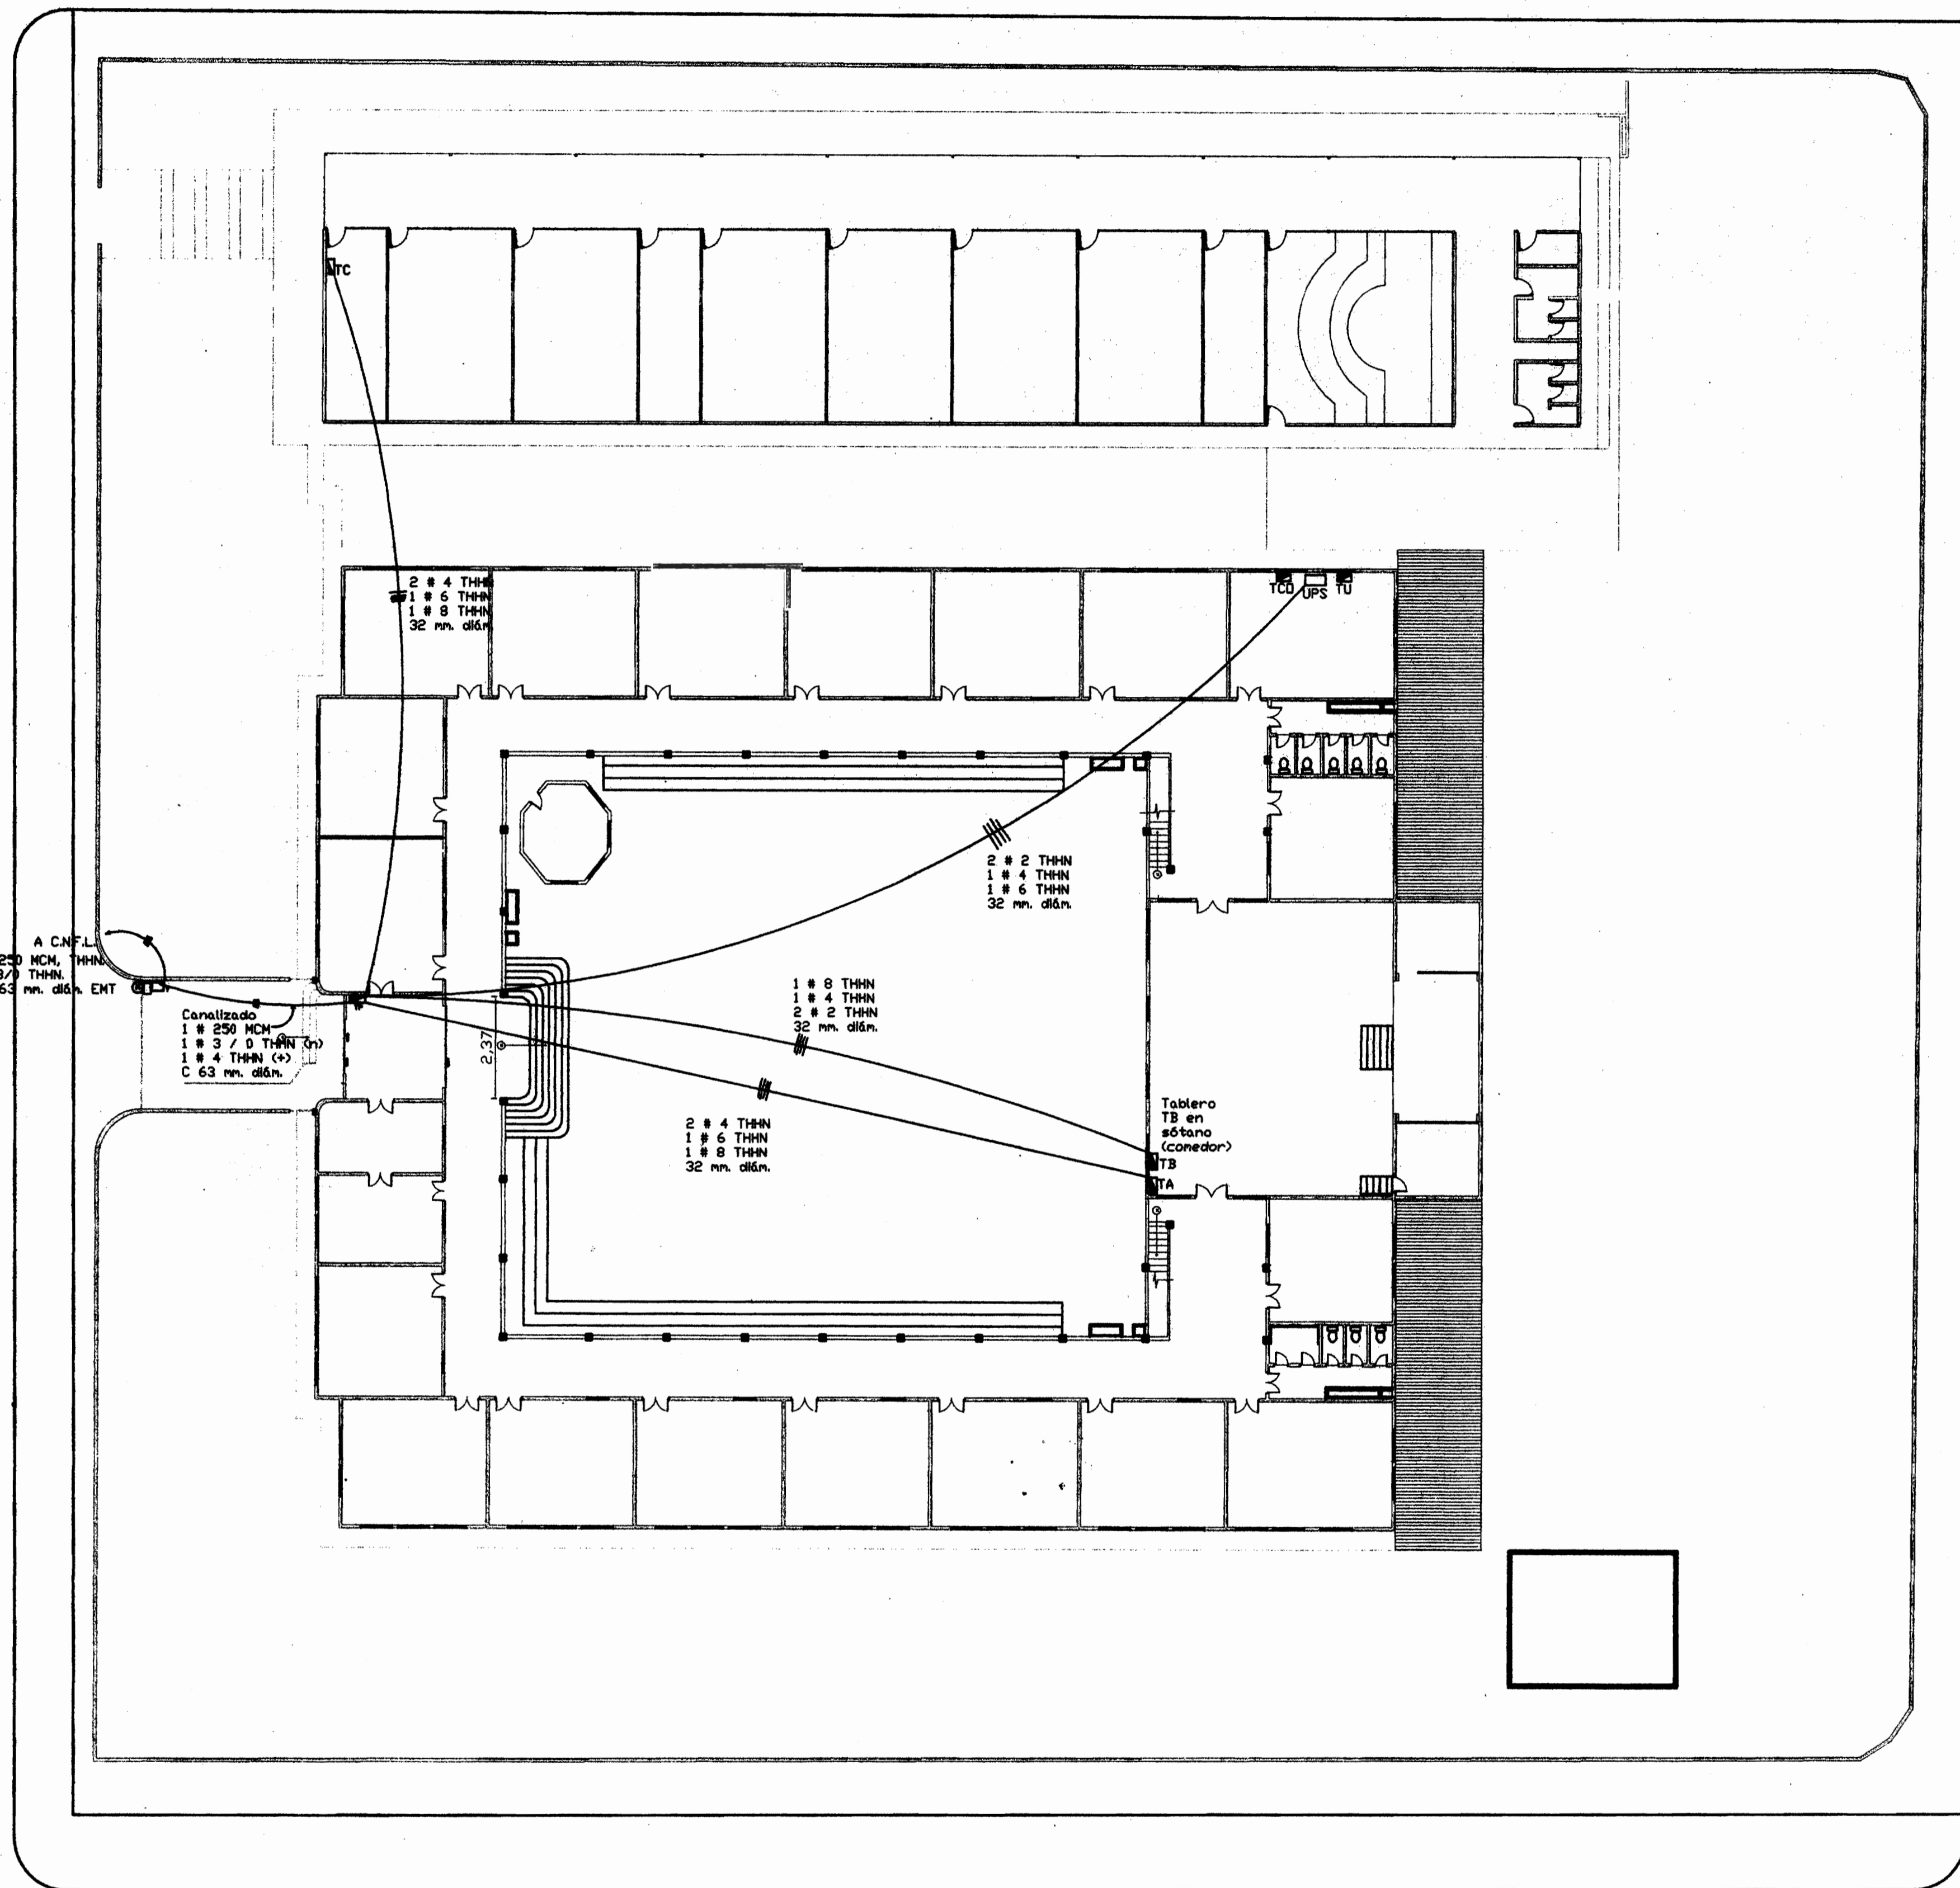 TC
2 # 4 THHN
1 # 6 THHN
1 # 8 THHN
32 mm. diám
TCO UPS TU
2 # 2 THHN
1 # 4 THHN
1 # 6 THHN
32 mm. diám.
A C.N.F.L.
250 MCM, THHN
3/0 THHN.
63 mm. diám. EMT
Canalizado
1 # 250 MCM
1 # 3 / 0 THHN (n)
1 # 4 THHN (+)
C 63 mm. diám.
2,37
1 # 8 THHN
1 # 4 THHN
2 # 2 THHN
32 mm. diám.
2 # 4 THHN
1 # 6 THHN
1 # 8 THHN
32 mm. diám.
Tablero
TB en
sótano
(comedor)
TB
TA